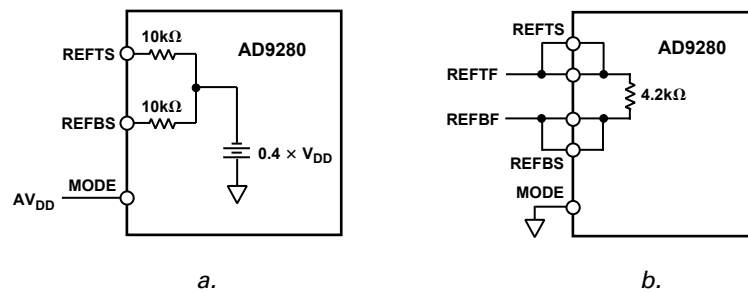 10kΩ
AD9280
REFTS
10kΩ
REFBS
0.4 × VDD
MODE
AVDD
a.
REFTS
AD9280
REFTF
4.2kΩ
REFBF
REFBS
MODE
b.